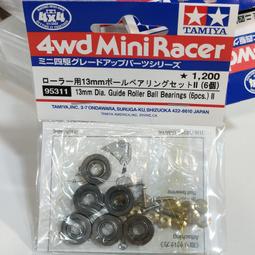 4x4
4wd Mini Racer
TAMIYA
ミニ四駆グレードアップパーツシリーズ
★ 1,200
ローラー用13mmボールベアリングセットII (6個)
95311
13mm Dia. Guide Roller Ball Bearings (6pcs.) II
TAMIYA, INC. 3-7 ONDAWARA, SURUGA-KU, SHIZUOKA 422-8610 JAPAN
Attaching